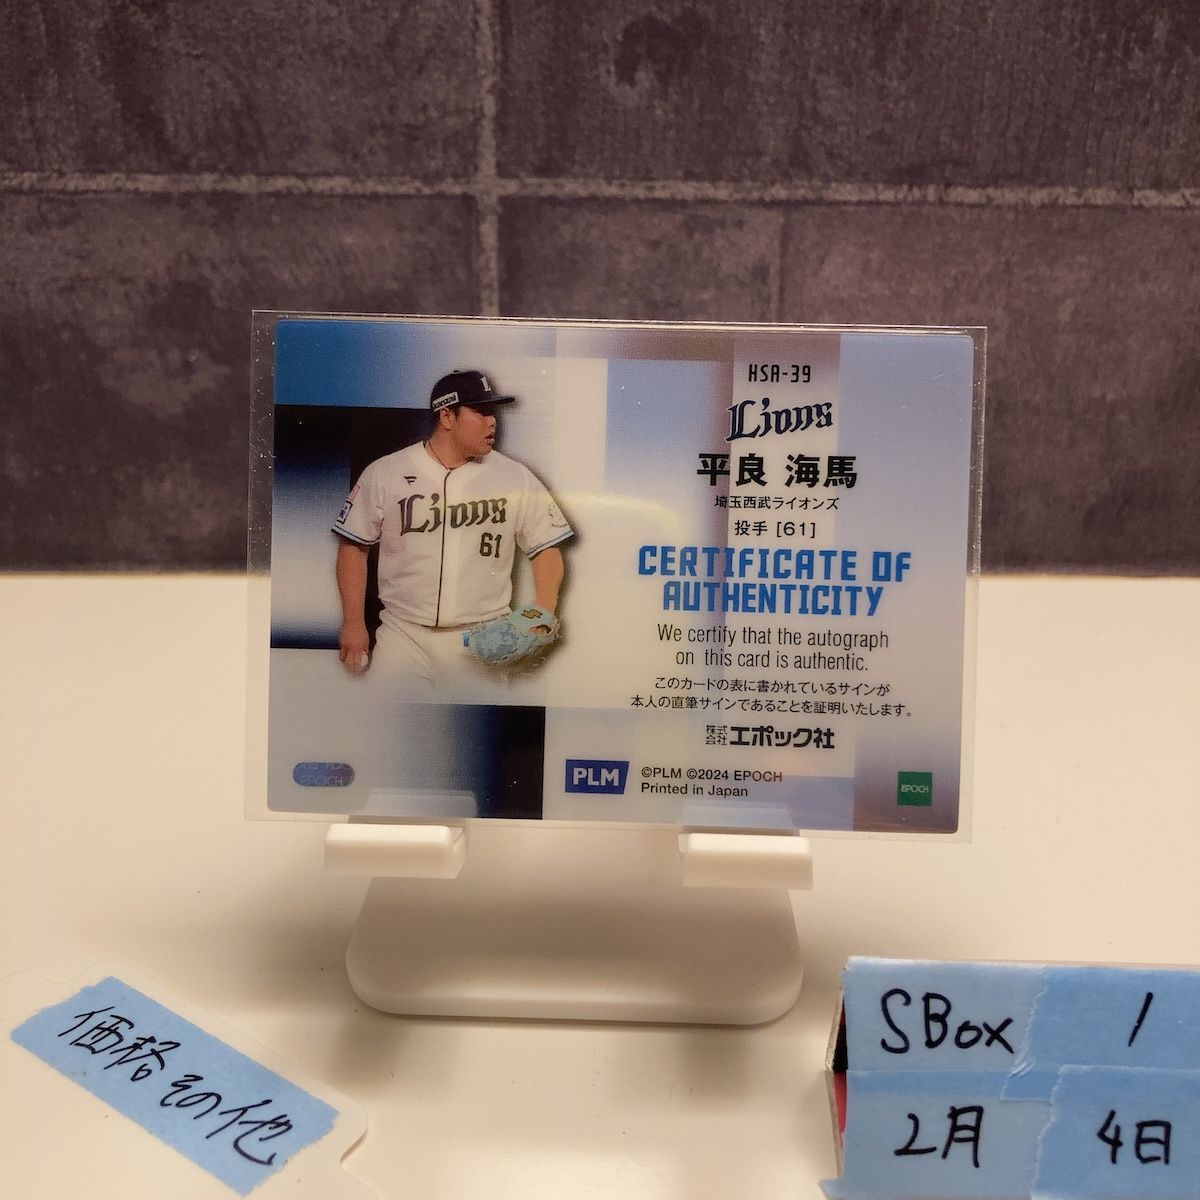 HSA-39
Lions
平良 海馬
埼玉西武ライオンズ
投手 [61]
CERTIFICATE OF
AUTHENTICITY
We certify that the autograph
on this card is authentic.
このカードの表に書かれているサインが
本人の直筆サインであることを証明いたします。
株式会社エポック社
PLM
©PLM ©2024 EPOCH
Printed in Japan
EPOCH
EPOCH
Lions
61
価格その他
SBox 1
2月 4日